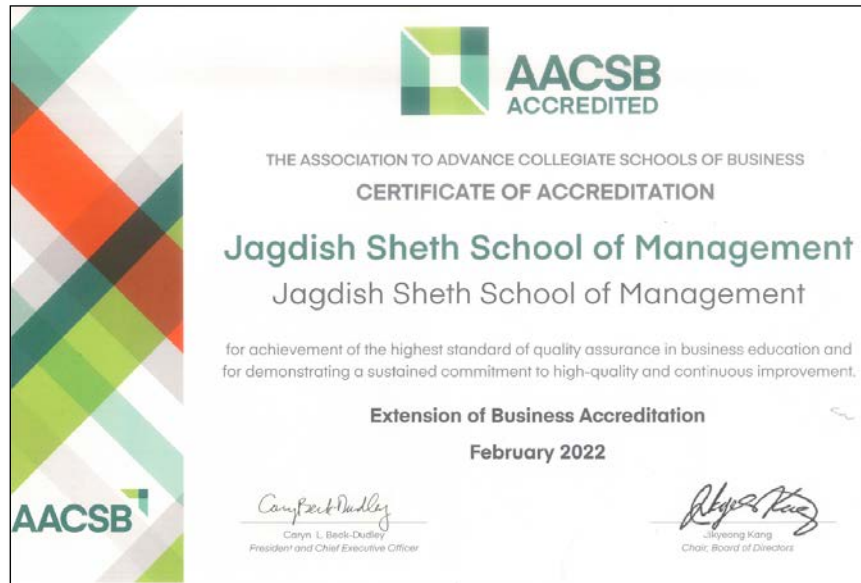 AACSB
ACCREDITED
THE ASSOCIATION TO ADVANCE COLLEGIATE SCHOOLS OF BUSINESS
CERTIFICATE OF ACCREDITATION
Jagdish Sheth School of Management
Jagdish Sheth School of Management
for achievement of the highest standard of quality assurance in business education and
for demonstrating a sustained commitment to high-quality and continuous improvement.
Extension of Business Accreditation
February 2022
AACSB
Caryn Beck-Dudley
Caryn L. Beck-Dudley
President and Chief Executive Officer
Jikyeong Kang
Chair, Board of Directors